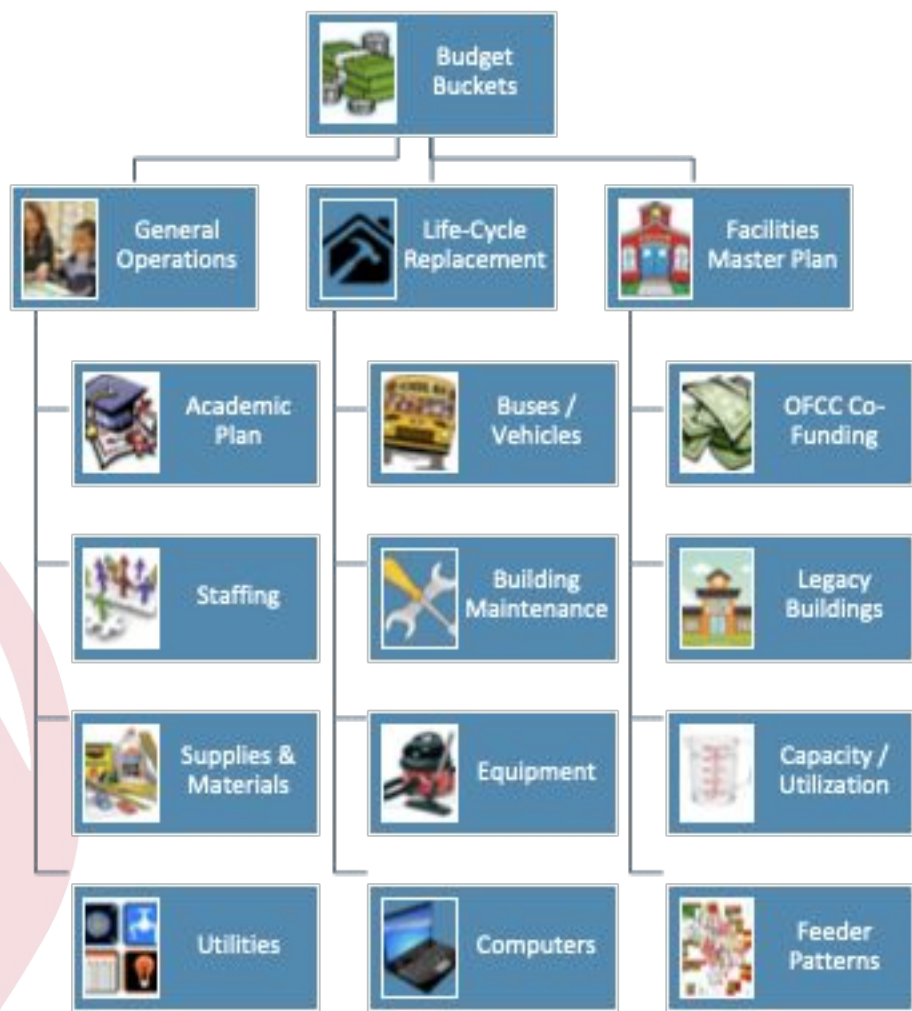 Budget
Buckets
General
Operations
Life-Cycle
Replacement
Facilities
Master Plan
Academic
Plan
Buses /
Vehicles
OFCC Co-
Funding
Staffing
Building
Maintenance
Legacy
Buildings
Supplies &
Materials
Equipment
Capacity /
Utilization
Utilities
Computers
Feeder
Patterns